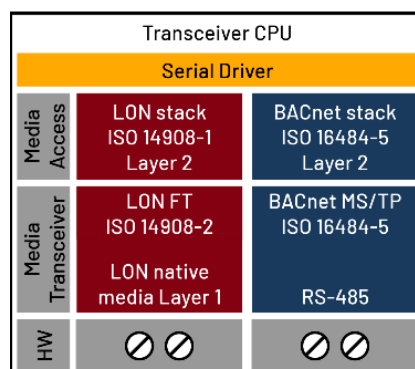 Transceiver CPU
Serial Driver
Media
Access
LON stack
ISO 14908-1
Layer 2
BACnet stack
ISO 16484-5
Layer 2
Media
Transceiver
LON FT
ISO 14908-2
LON native
media Layer 1
BACnet MS/TP
ISO 16484-5
RS-485
HW